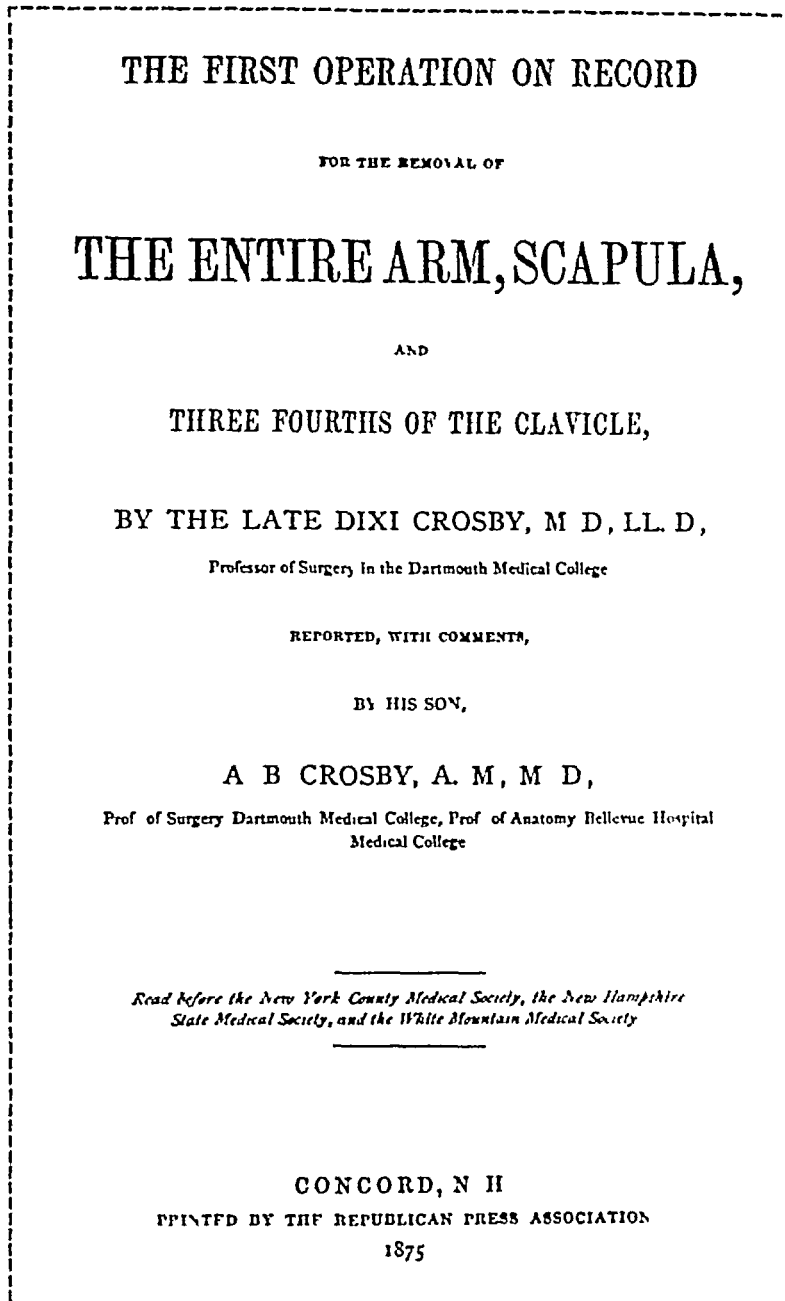 THE FIRST OPERATION ON RECORD
FOR THE REMOVAL OF
THE ENTIRE ARM, SCAPULA,
AND
THREE FOURTHS OF THE CLAVICLE,
BY THE LATE DIXI CROSBY, M D, LL. D,
Professor of Surgery in the Dartmouth Medical College
REPORTED, WITH COMMENTS,
BY HIS SON,
A B CROSBY, A. M, M D,
Prof of Surgery Dartmouth Medical College, Prof of Anatomy Bellevue Hospital
Medical College
Read before the New York County Medical Society, the New Hampshire
State Medical Society, and the White Mountain Medical Society
CONCORD, N H
PRINTED BY THE REPUBLICAN PRESS ASSOCIATION
1875